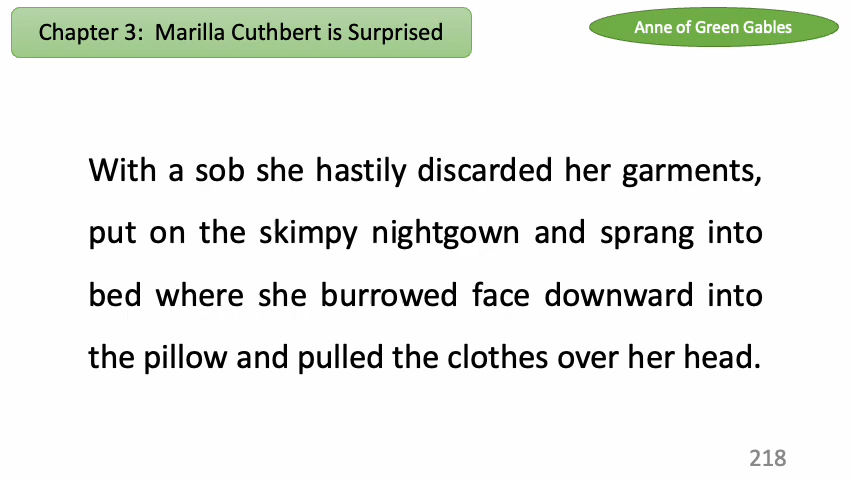 Chapter 3:  Marilla Cuthbert is Surprised
Anne of Green Gables
With a sob she hastily discarded her garments,
put on the skimpy nightgown and sprang into
bed where she burrowed face downward into
the pillow and pulled the clothes over her head.
218